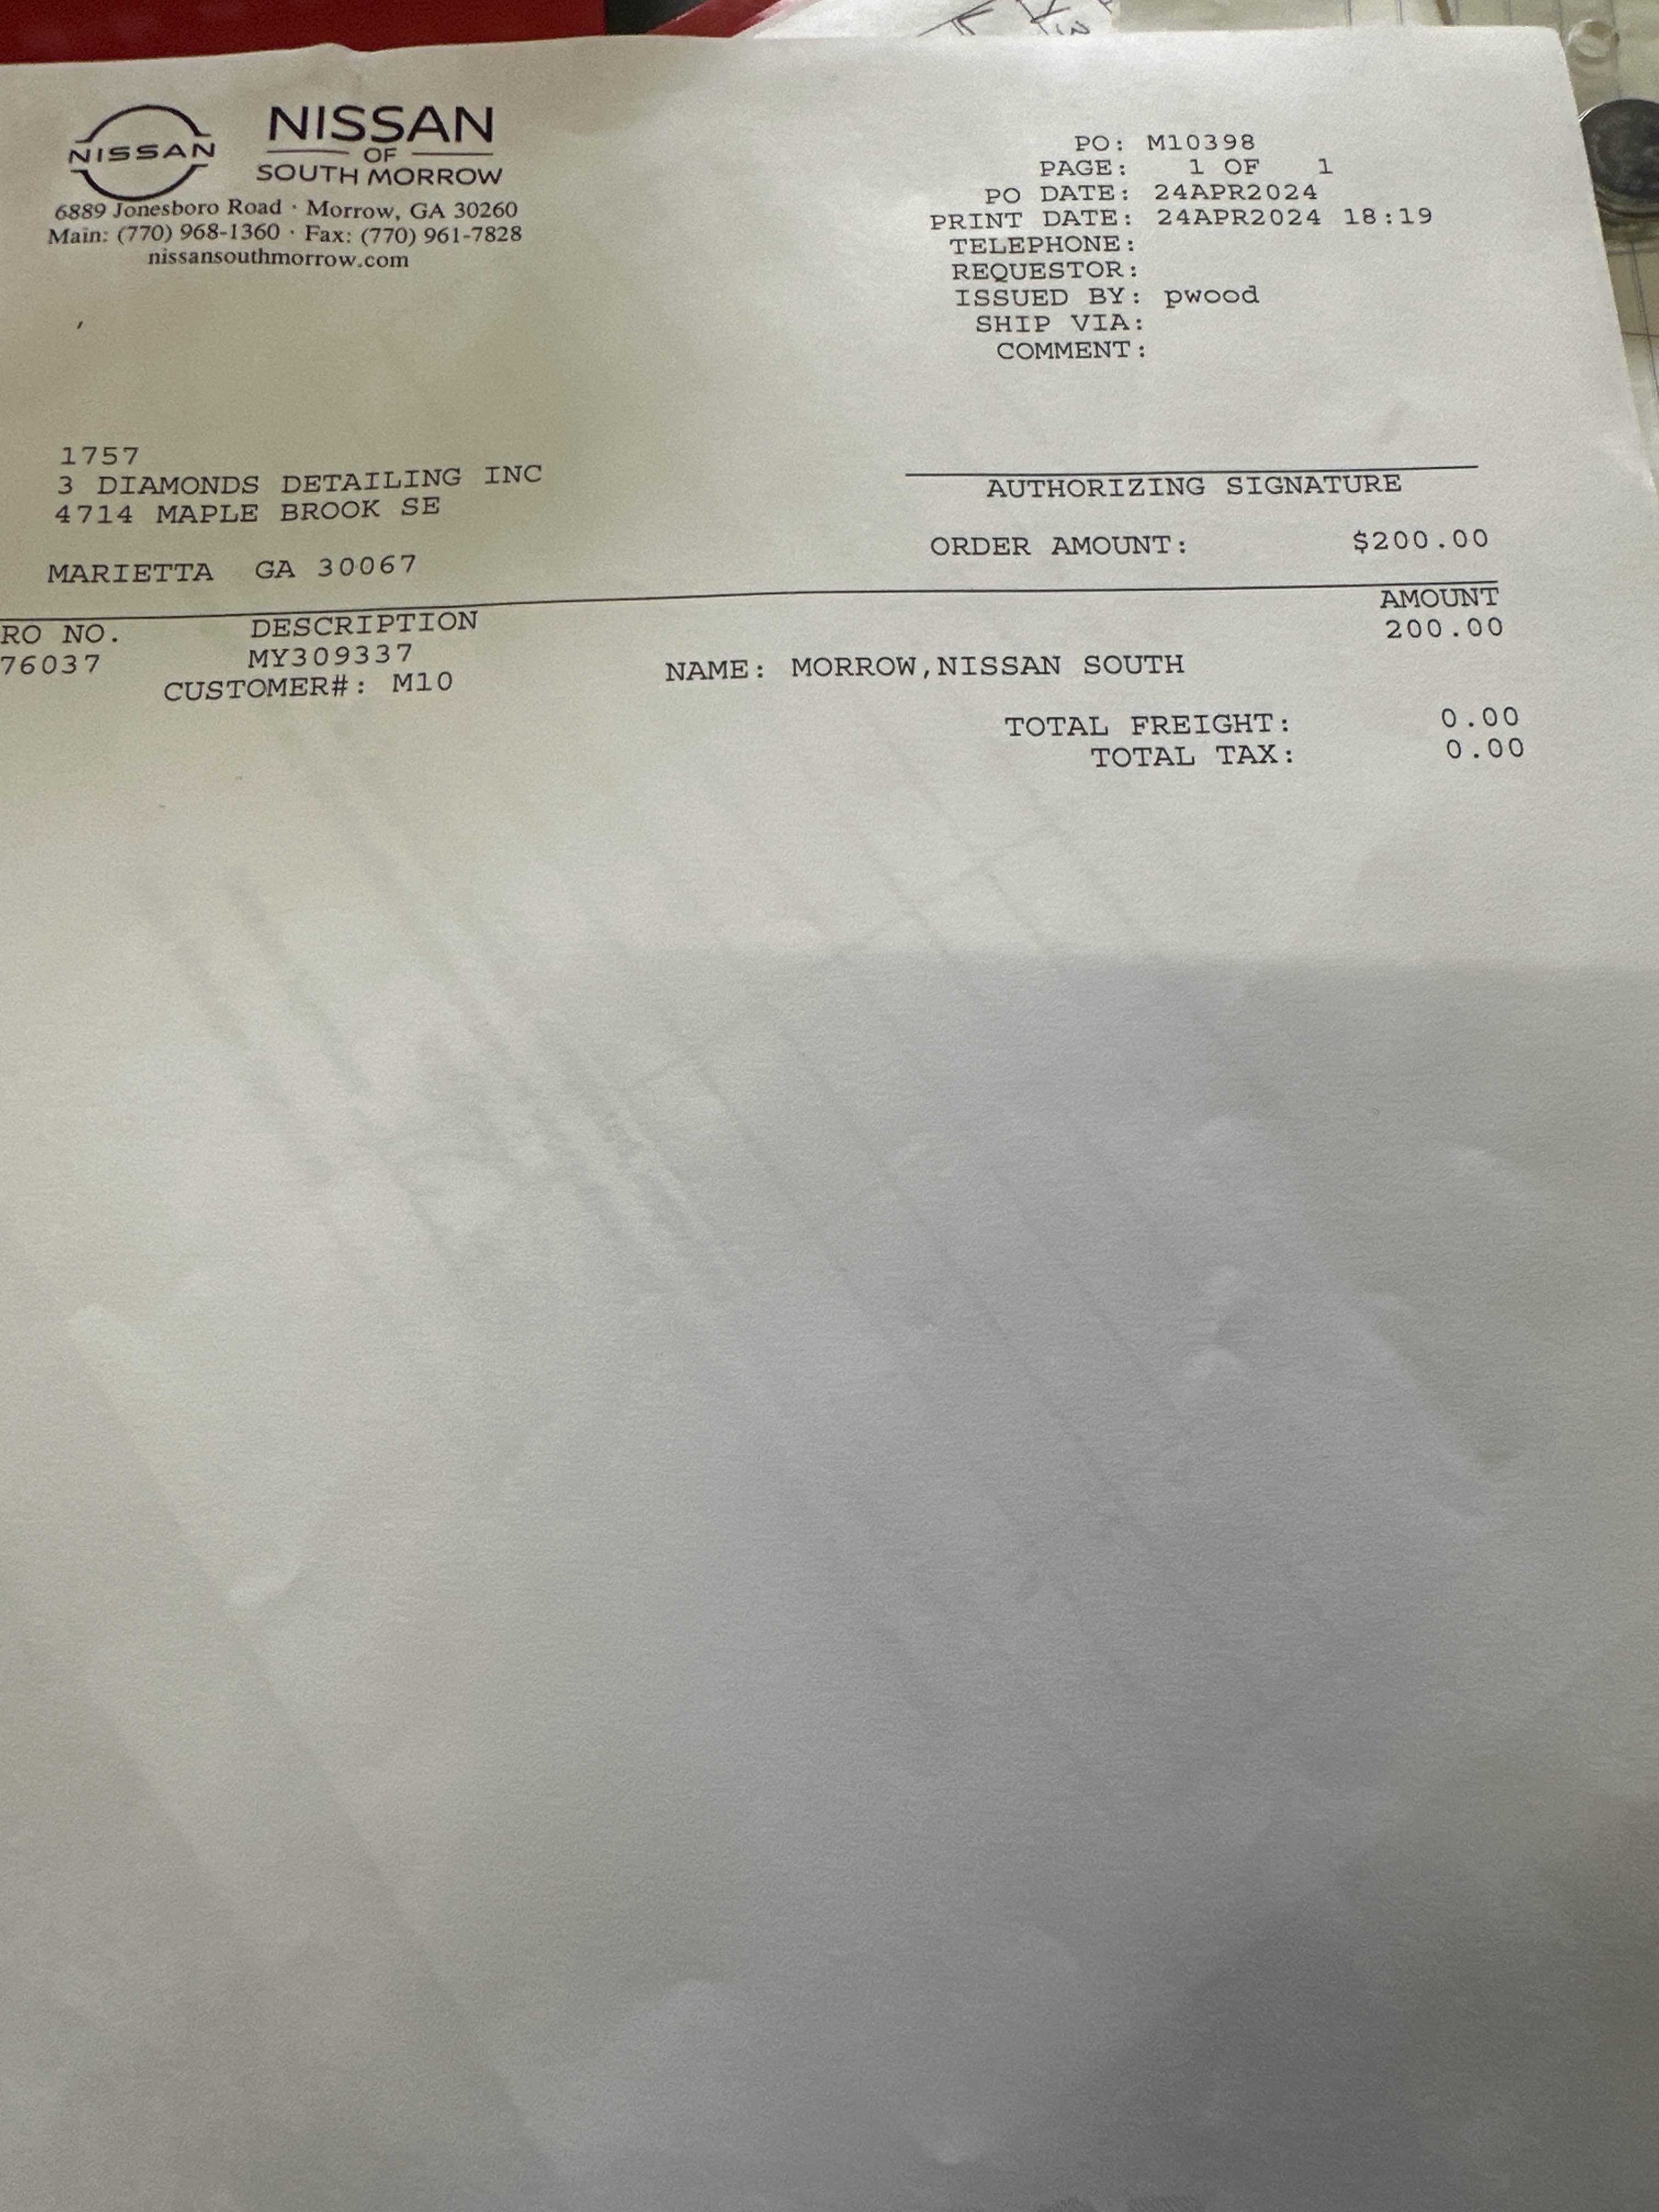 NISSAN
NISSAN
OF
SOUTH MORROW
6889 Jonesboro Road · Morrow, GA 30260
Main: (770) 968-1360 · Fax: (770) 961-7828
nissansouthmorrow.com
PO: M10398
PAGE: 1 OF 1
PO DATE: 24APR2024
PRINT DATE: 24APR2024 18:19
TELEPHONE:
REQUESTOR:
ISSUED BY: pwood
SHIP VIA:
COMMENT:
1757
3 DIAMONDS DETAILING INC
4714 MAPLE BROOK SE
MARIETTA GA 30067
AUTHORIZING SIGNATURE
ORDER AMOUNT: $200.00
RO NO. DESCRIPTION AMOUNT
76037 MY309337 200.00
CUSTOMER#: M10 NAME: MORROW,NISSAN SOUTH
TOTAL FREIGHT: 0.00
TOTAL TAX: 0.00